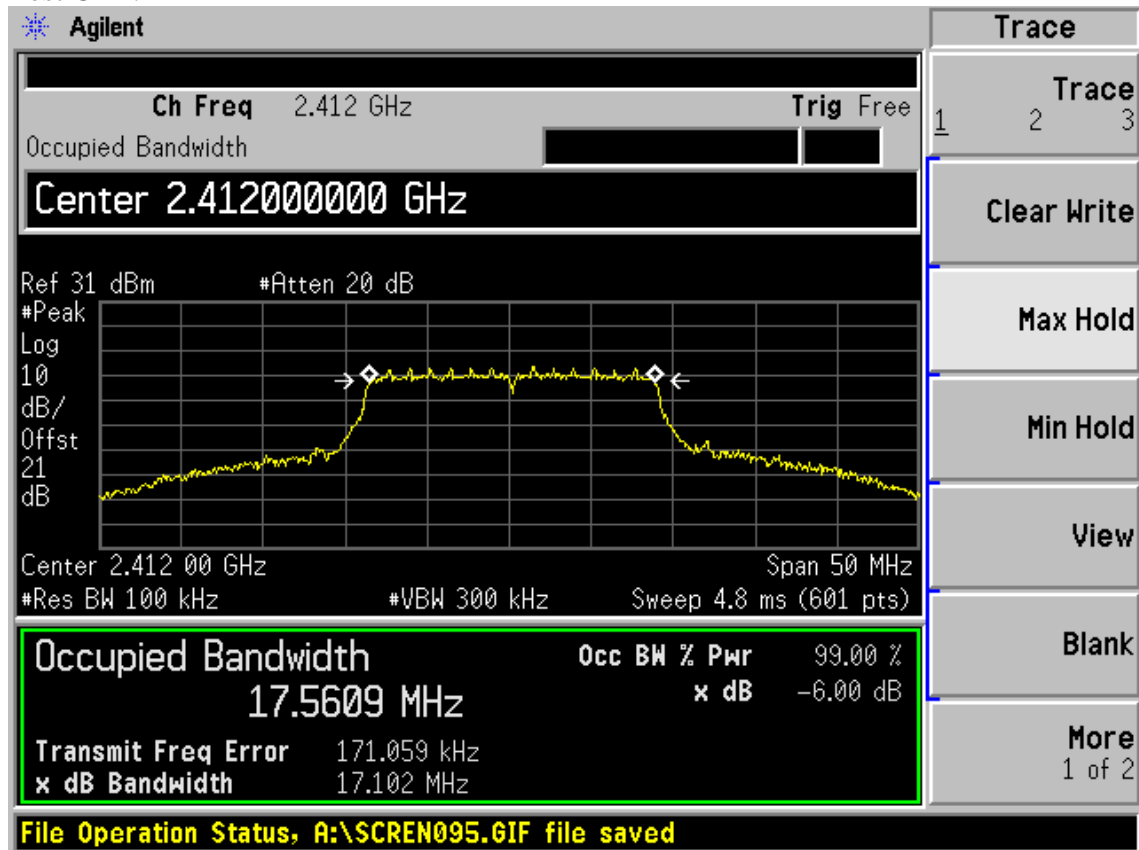 Agilent
Trace
Ch Freq 2.412 GHz Trig Free
Occupied Bandwidth
Center 2.412000000 GHz
Ref 31 dBm #Atten 20 dB
#Peak
Log
10
dB/
Offst
21
dB
Center 2.412 00 GHz Span 50 MHz
#Res BW 100 kHz #VBW 300 kHz Sweep 4.8 ms (601 pts)
Occupied Bandwidth
17.5609 MHz
Occ BW % Pwr 99.00 %
x dB -6.00 dB
Transmit Freq Error 171.059 kHz
x dB Bandwidth 17.102 MHz
File Operation Status, A:\SCREN095.GIF file saved
Trace
1 2 3
Clear Write
Max Hold
Min Hold
View
Blank
More
1 of 2